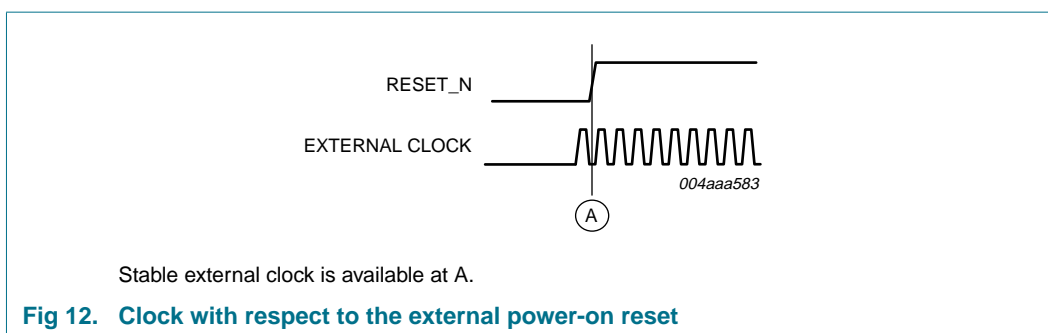 RESET_N
EXTERNAL CLOCK
004aaa583
A
Stable external clock is available at A.
Fig 12. Clock with respect to the external power-on reset